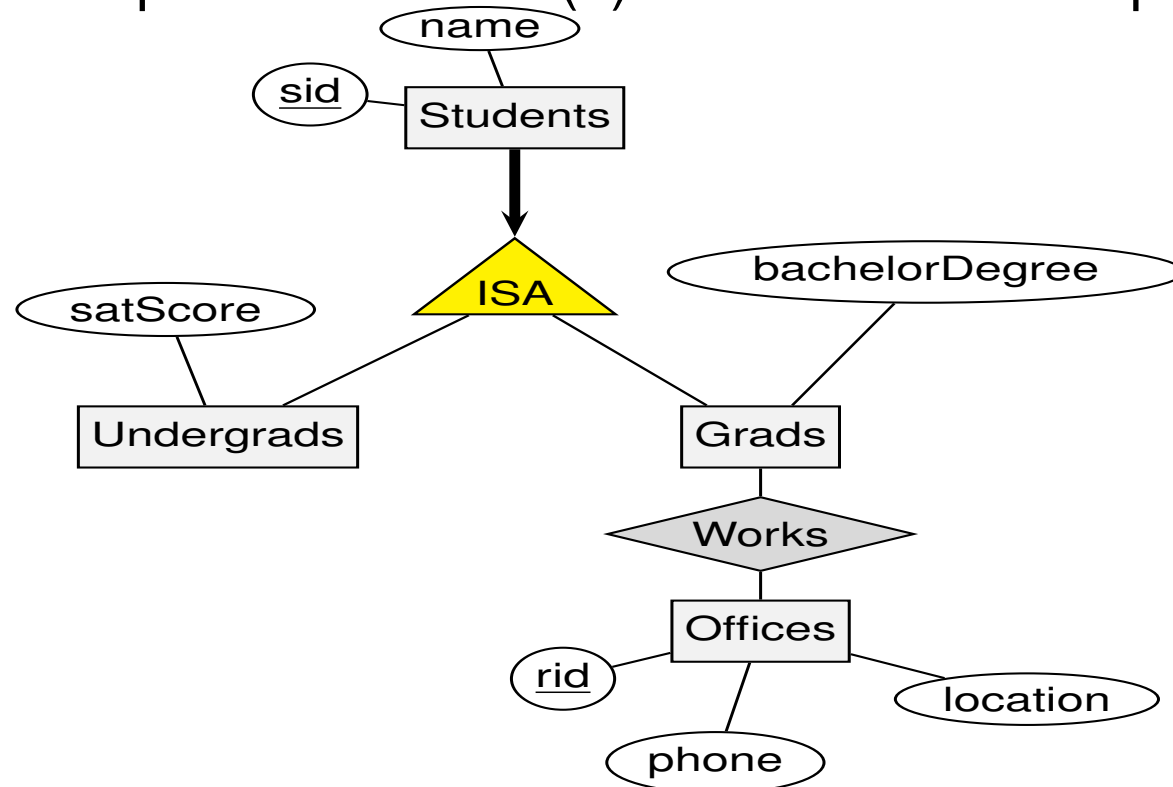 name
sid
Students
ISA
bachelorDegree
satScore
Undergrads
Grads
Works
Offices
rid
location
phone